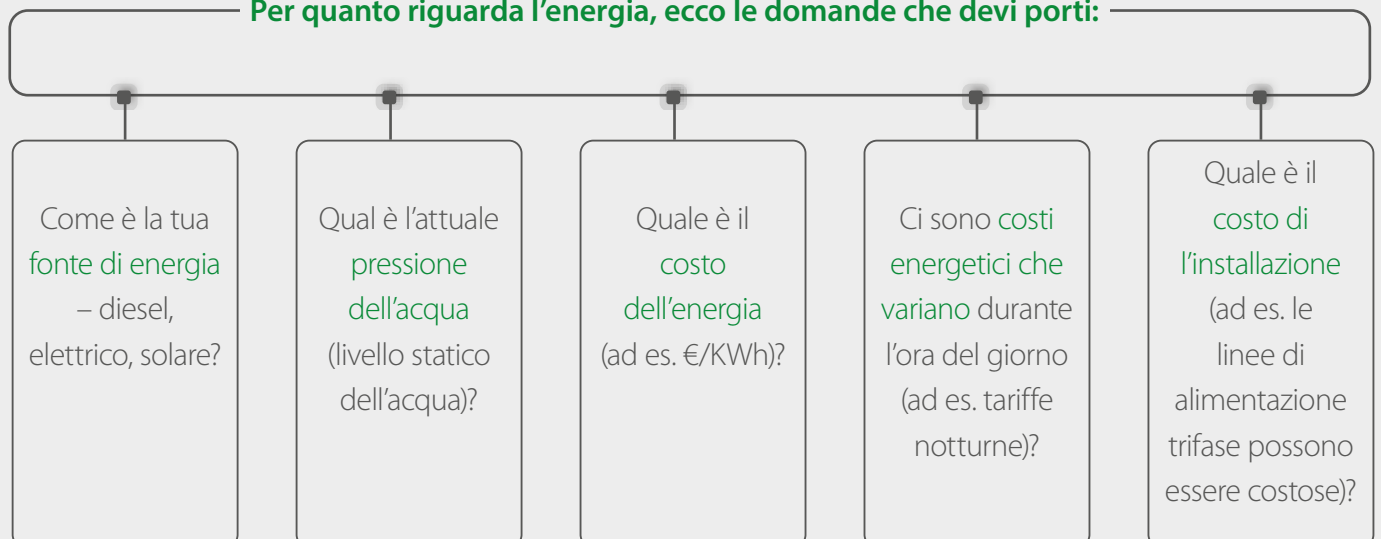 Per quanto riguarda l'energia, ecco le domande che devi porti:
Come è la tua
fonte di energia
– diesel,
elettrico, solare?
Qual è l'attuale
pressione
dell'acqua
(livello statico
dell'acqua)?
Quale è il
costo
dell'energia
(ad es. €/KWh)?
Ci sono costi
energetici che
variano durante
l'ora del giorno
(ad es. tariffe
notturne)?
Quale è il
costo di
l'installazione
(ad es. le
linee di
alimentazione
trifase possono
essere costose)?